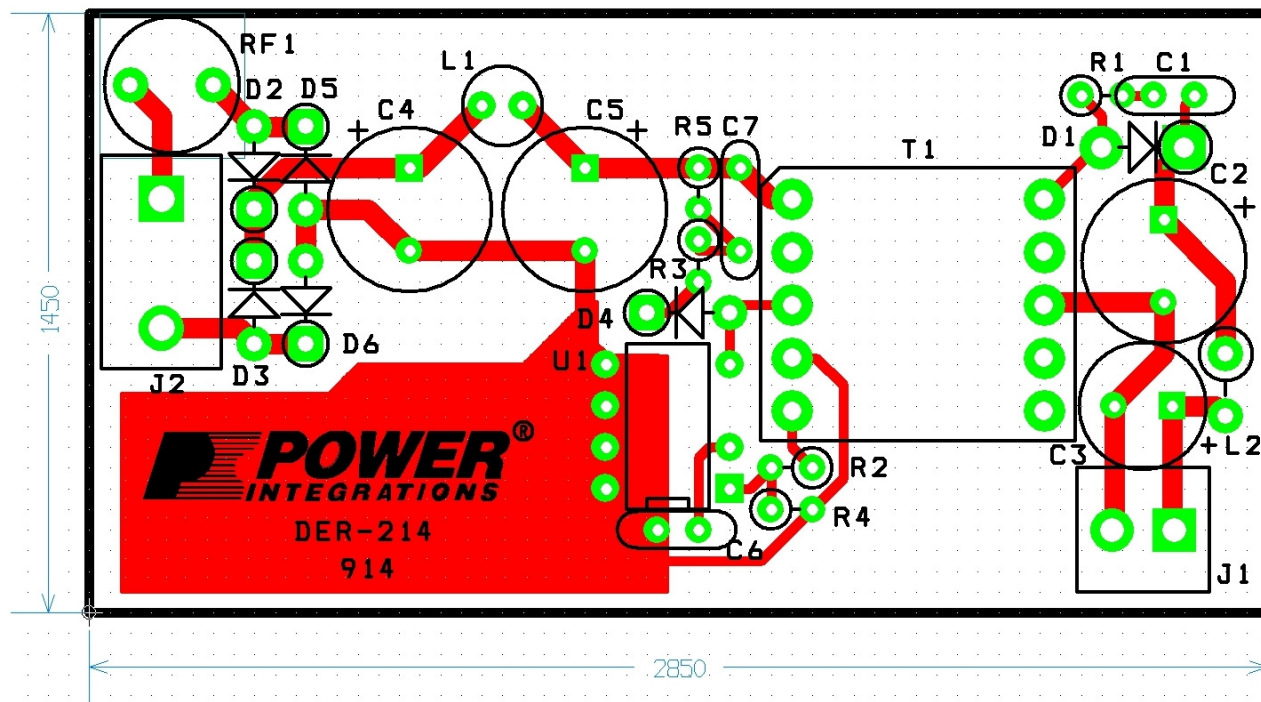 RF1
D2 D5
L1
C4
+
C5
+
R5 C7
R1 C1
D1
T1
C2
+
1450
R3
D4
U1
D6
D3
J2
POWER®
INTEGRATIONS
DER-214
914
R2
R4
C6
C3
+
L2
J1
2850